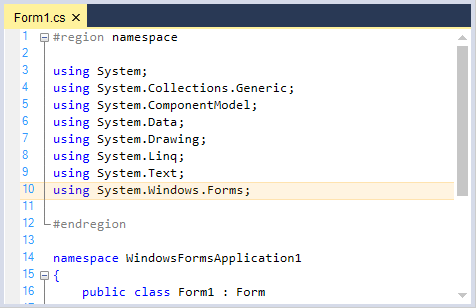 Form1.cs
1 #region namespace
2
3 using System;
4 using System.Collections.Generic;
5 using System.ComponentModel;
6 using System.Data;
7 using System.Drawing;
8 using System.Linq;
9 using System.Text;
10 using System.Windows.Forms;
11
12 #endregion
13
14 namespace WindowsFormsApplication1
15 {
16 public class Form1 : Form